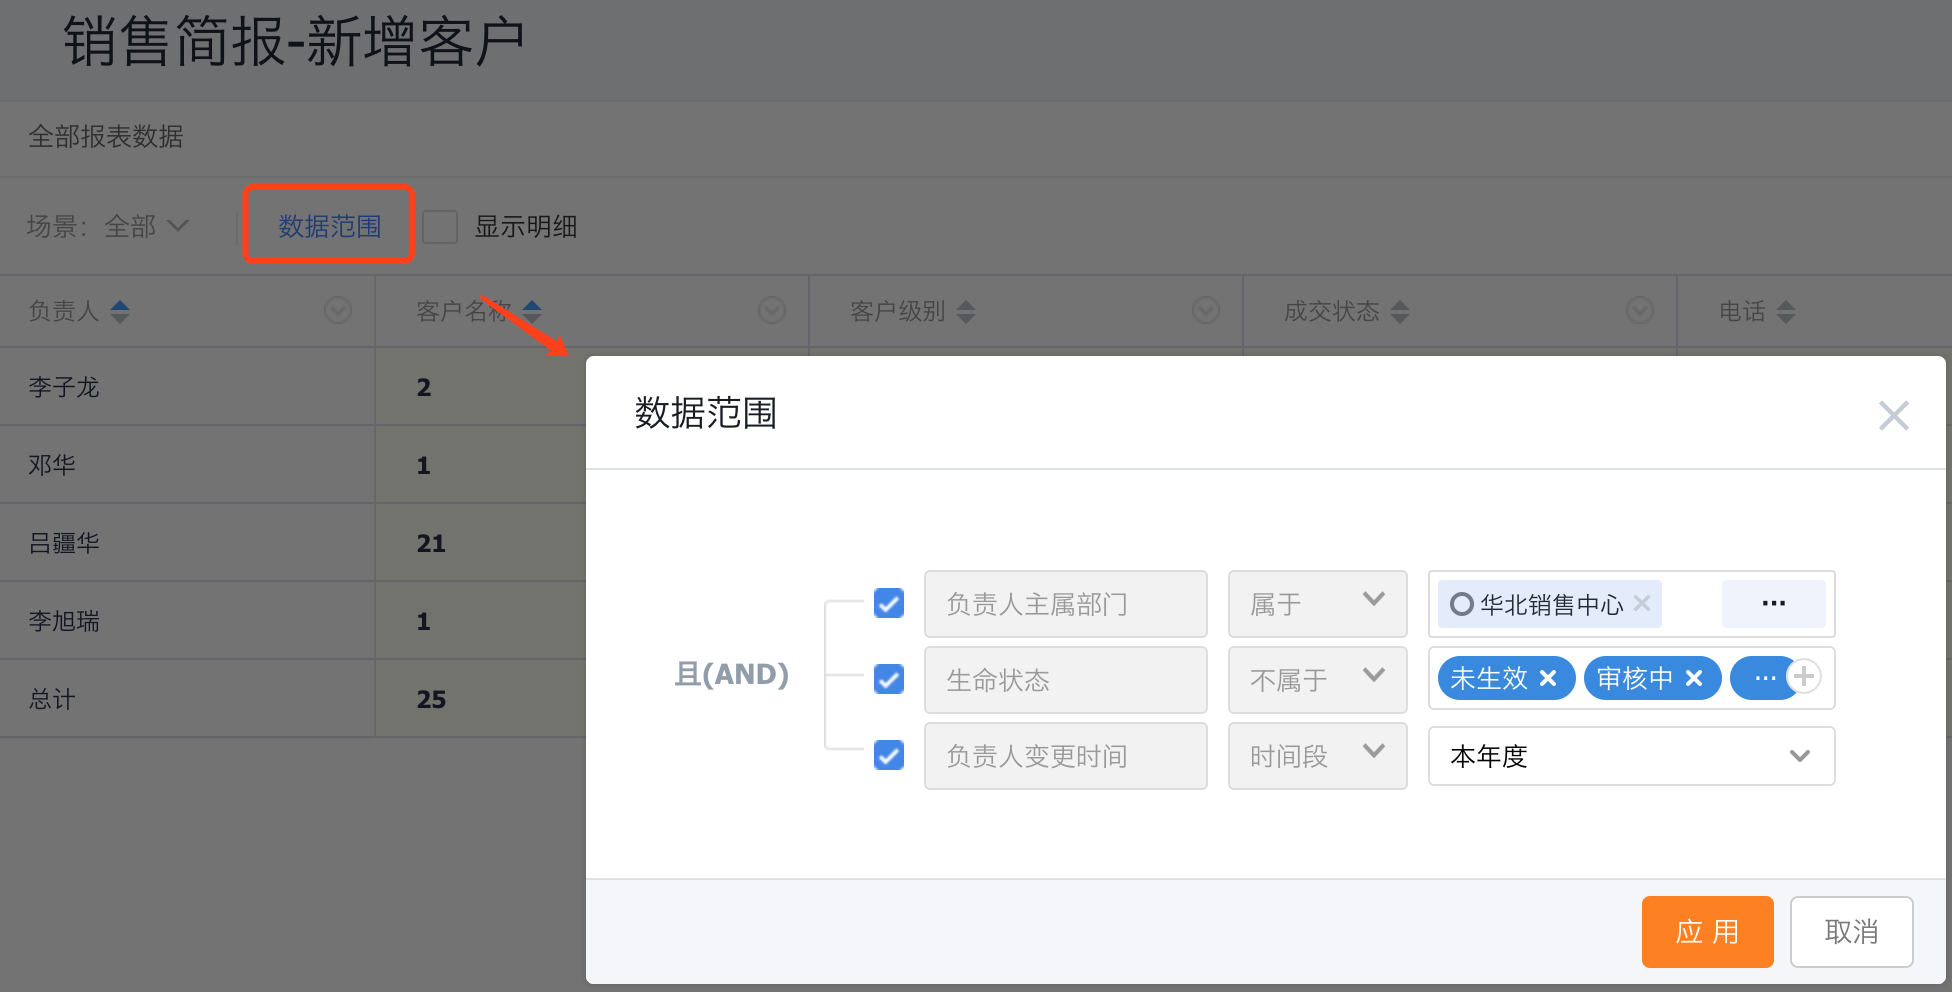 销售简报-新增客户
全部报表数据
场景：全部 数据范围 显示明细
负责人 客户名称 客户级别 成交状态 电话
李子龙 2
邓华 1
吕疆华 21
李旭瑞 1
总计 25
数据范围
且(AND)
负责人主属部门 属于 华北销售中心 ...
生命状态 不属于 未生效 审核中 ...
负责人变更时间 时间段 本年度
应用 取消